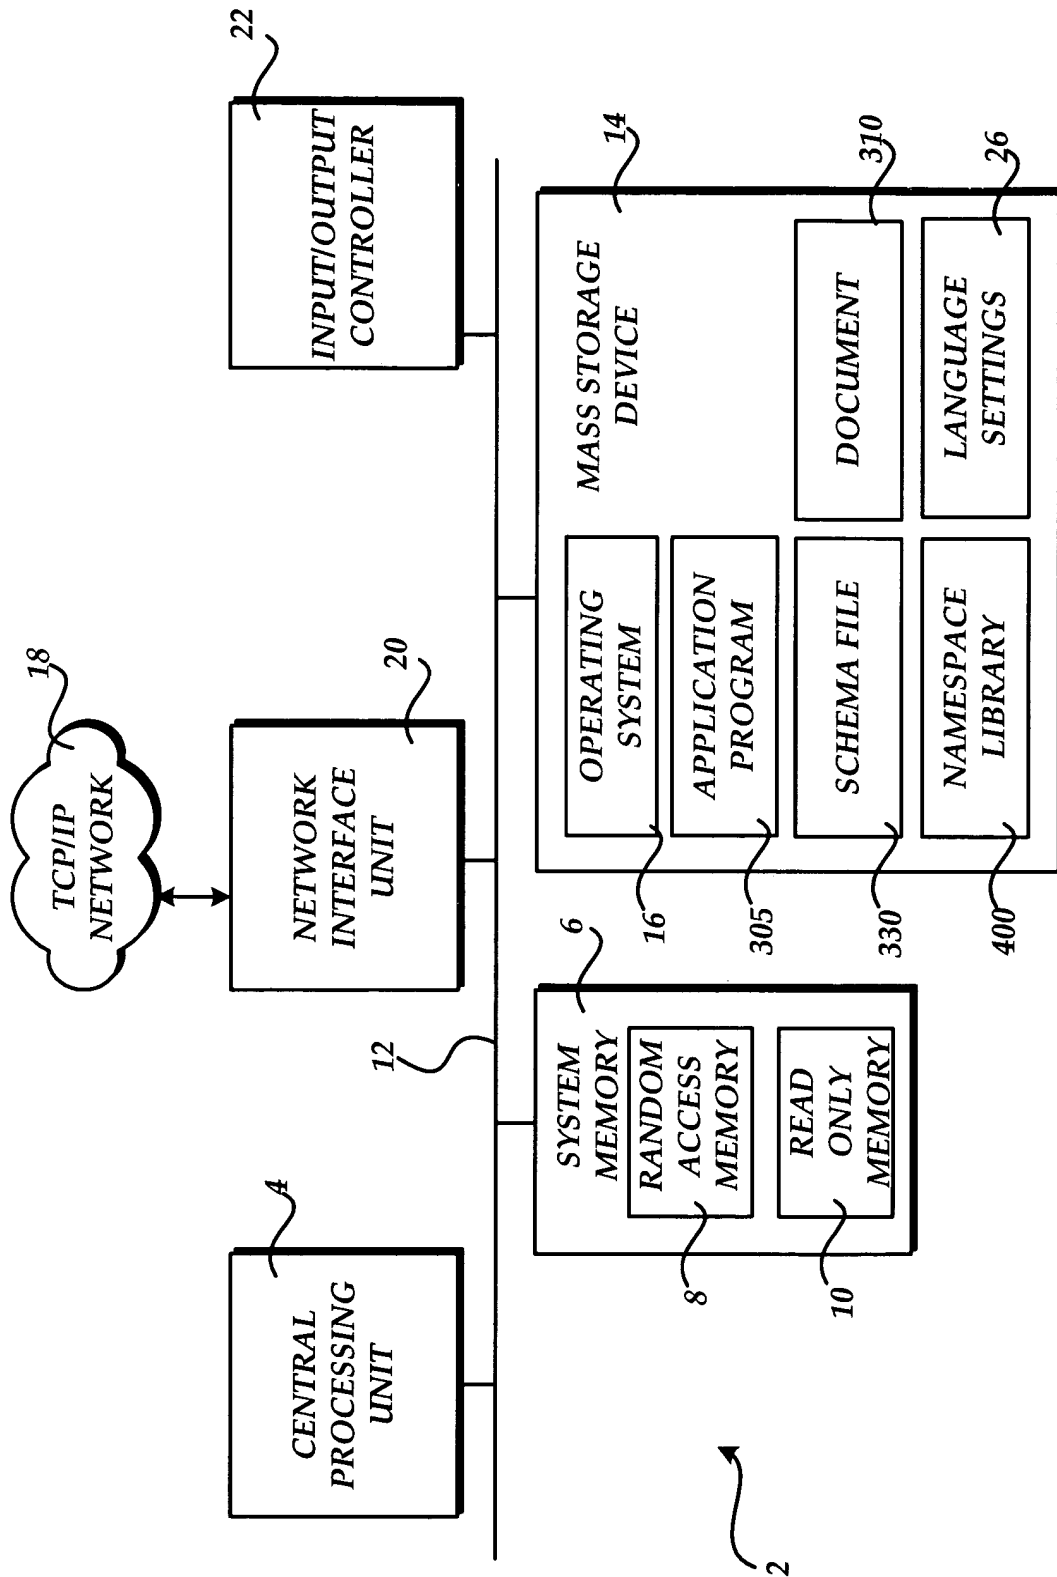 18
TCP/IP
NETWORK
4
CENTRAL
PROCESSING
UNIT
20
NETWORK
INTERFACE
UNIT
22
INPUT/OUTPUT
CONTROLLER
12
6
SYSTEM
MEMORY
RANDOM
ACCESS
MEMORY
8
READ
ONLY
MEMORY
10
14
MASS STORAGE
DEVICE
OPERATING
SYSTEM
16
APPLICATION
PROGRAM
305
SCHEMA FILE
330
DOCUMENT
310
NAMESPACE
LIBRARY
400
LANGUAGE
SETTINGS
26
2